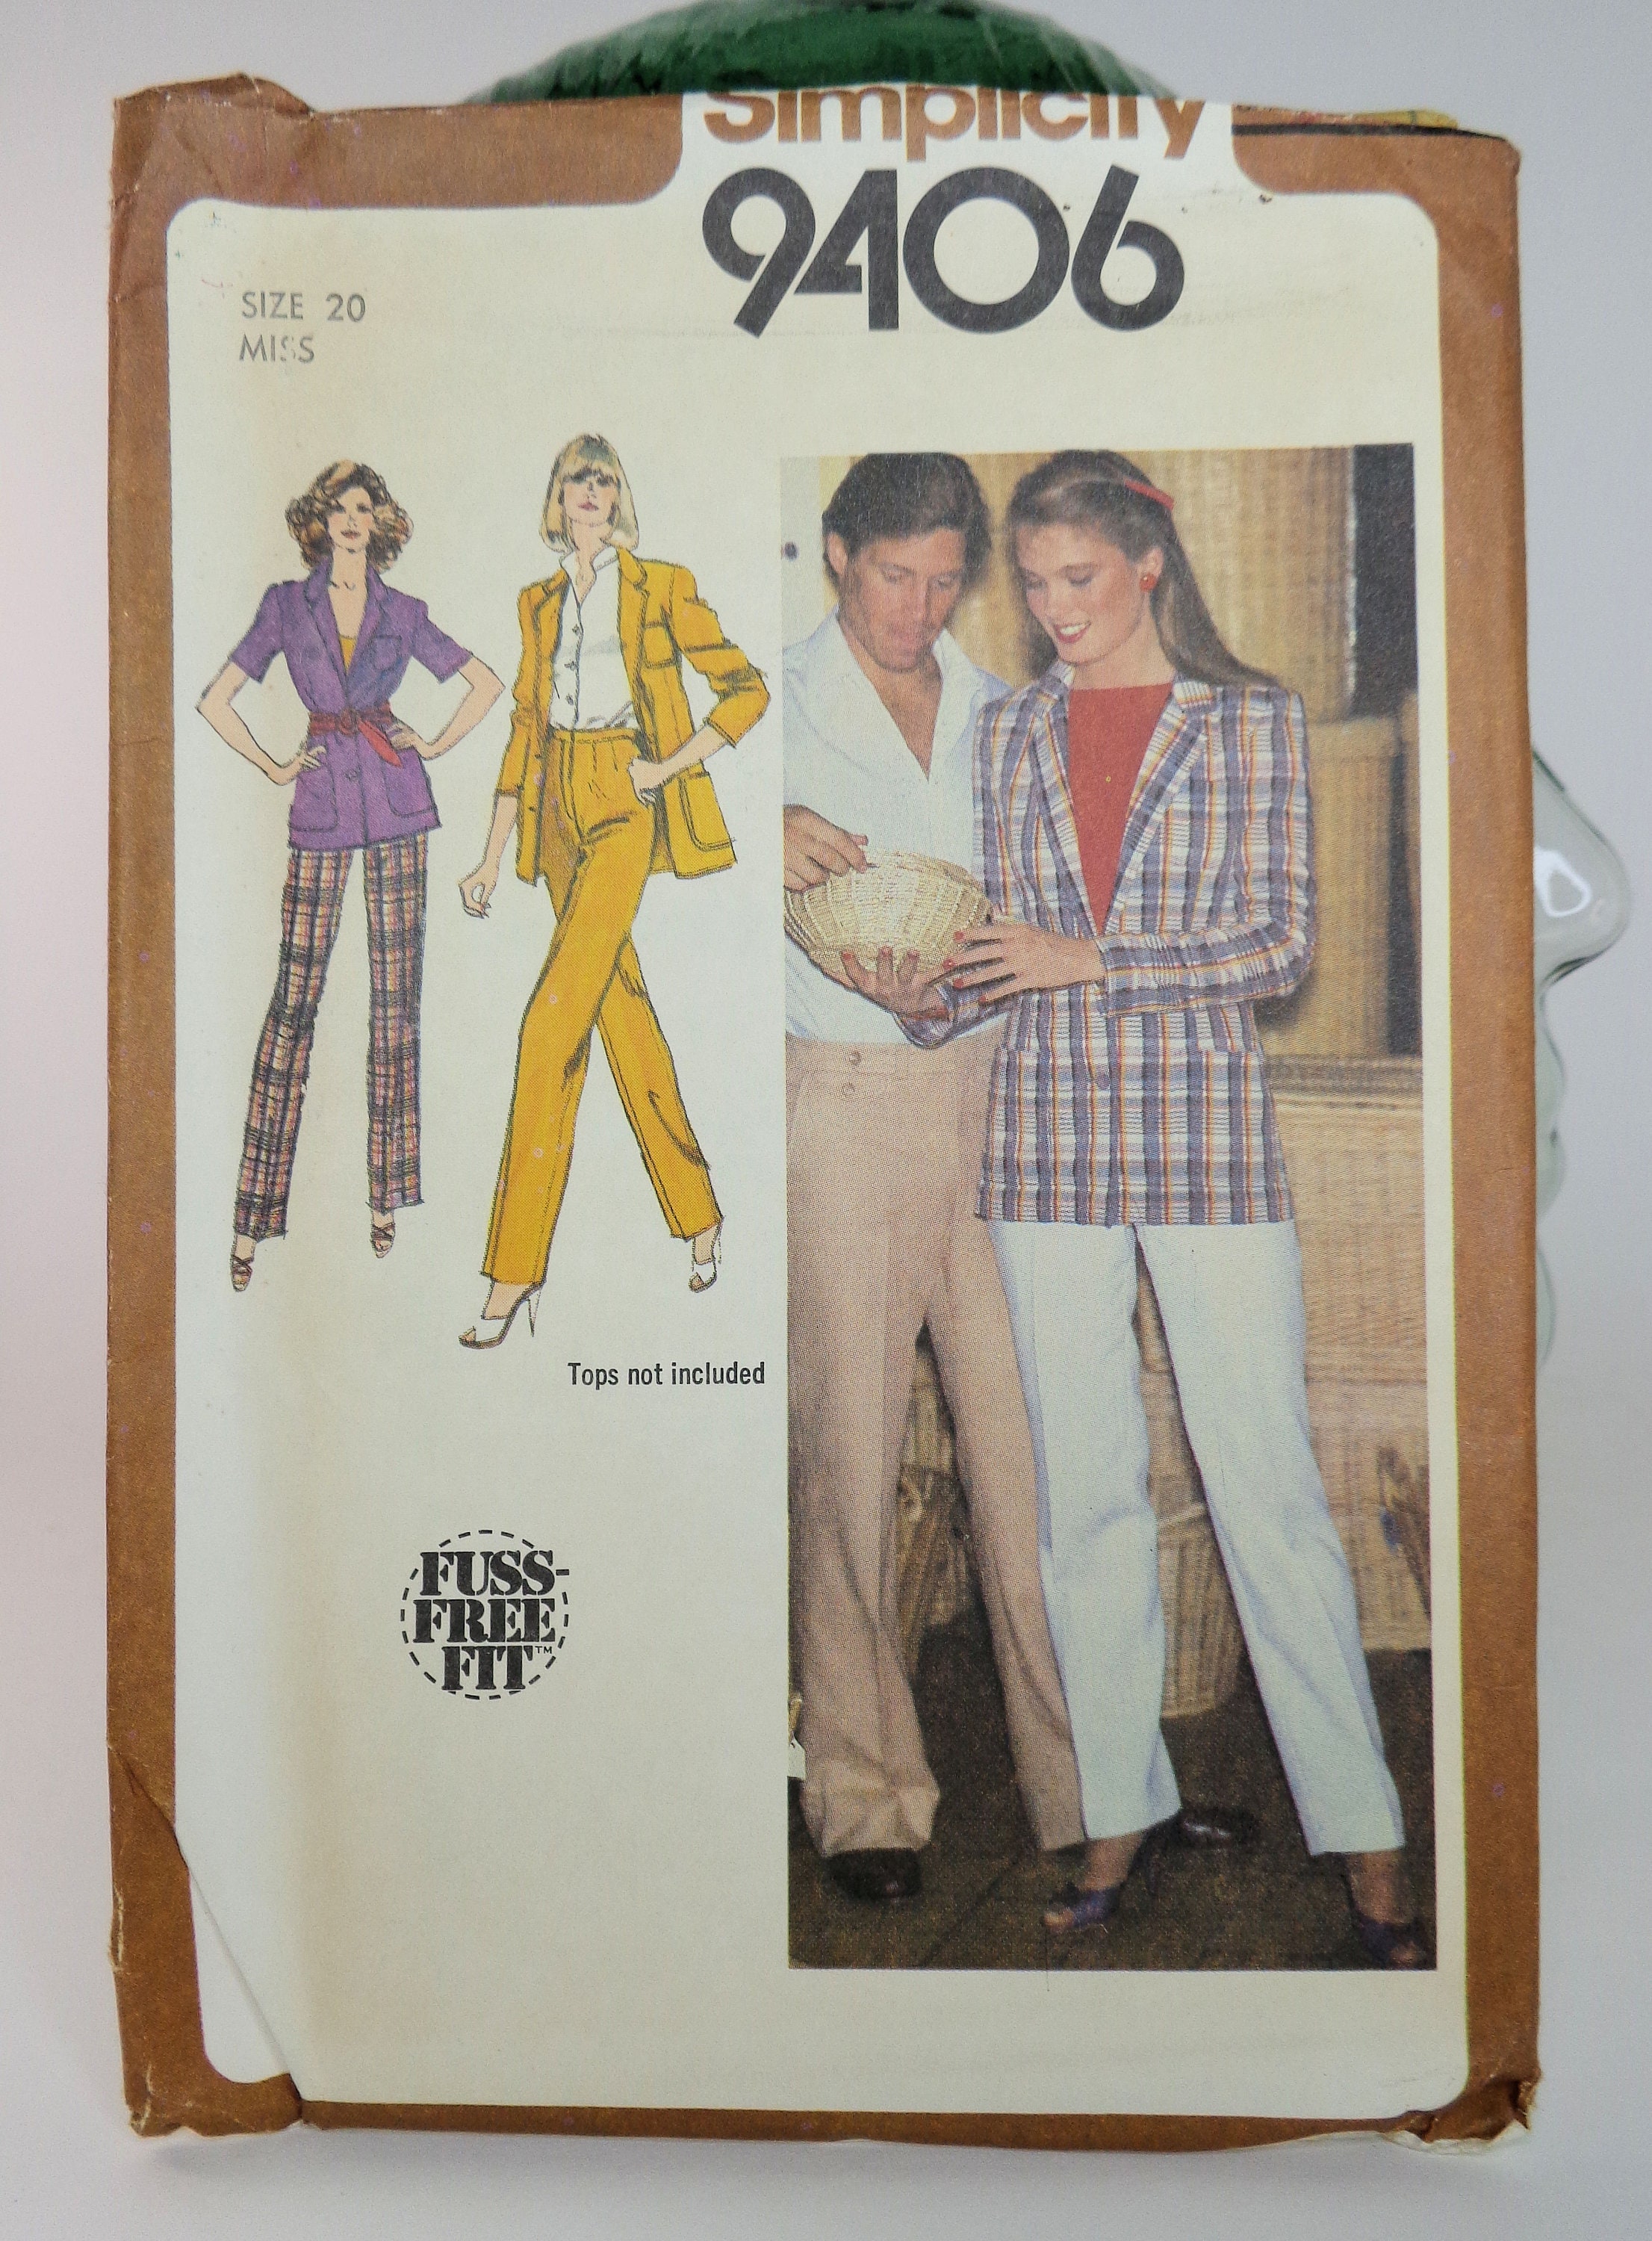 Simplicity
9406
SIZE 20
MISS
Tops not included
FUSS-
FREE
FIT™